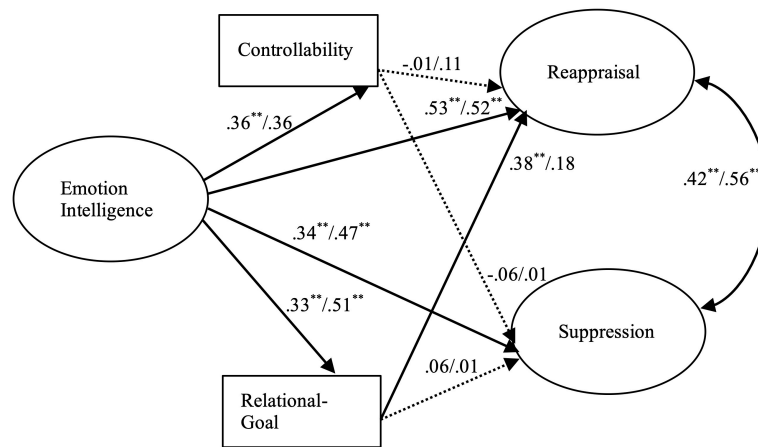 Controllability
-.01/.11
Reappraisal
.53**/.52**
.36**/.36
.38**/.18
.42**/.56**
Emotion
Intelligence
.34**/.47**
-.06/.01
.33**/.51**
Suppression
.06/.01
Relational-
Goal